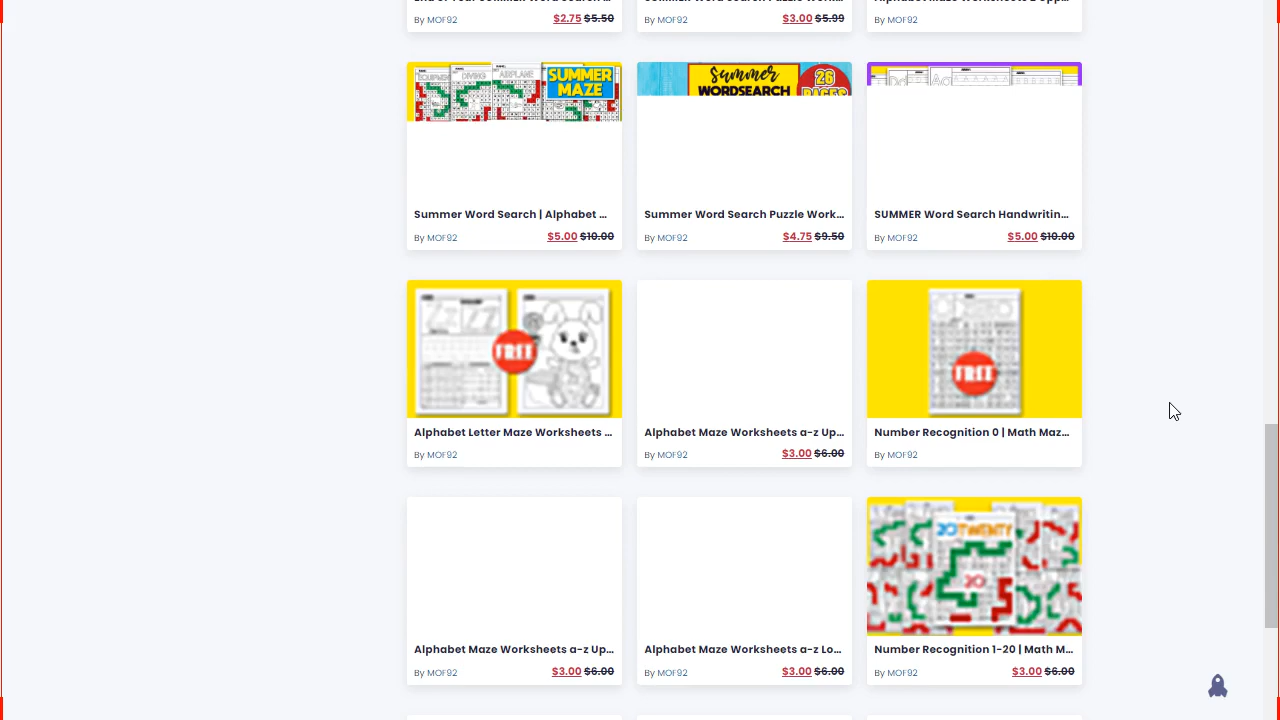 By MOF92
$2.75 $5.50
By MOF92
$3.00 $5.99
By MOF92
EQUIPMENT
DIVING
AIRPLANE
SUMMER
MAZE
Summer
WORDSEARCH
26
PAGES
Summer Word Search | Alphabet ...
By MOF92
$5.00 $10.00
Summer Word Search Puzzle Work...
By MOF92
$4.75 $9.50
SUMMER Word Search Handwritin...
By MOF92
$5.00 $10.00
FREE
FREE
Alphabet Letter Maze Worksheets ...
By MOF92
Alphabet Maze Worksheets a-z Up...
By MOF92
$3.00 $6.00
Number Recognition 0 | Math Maz...
By MOF92
20 TWENTY
20
Alphabet Maze Worksheets a-z Up...
By MOF92
$3.00 $6.00
Alphabet Maze Worksheets a-z Lo...
By MOF92
$3.00 $6.00
Number Recognition 1-20 | Math M...
By MOF92
$3.00 $6.00